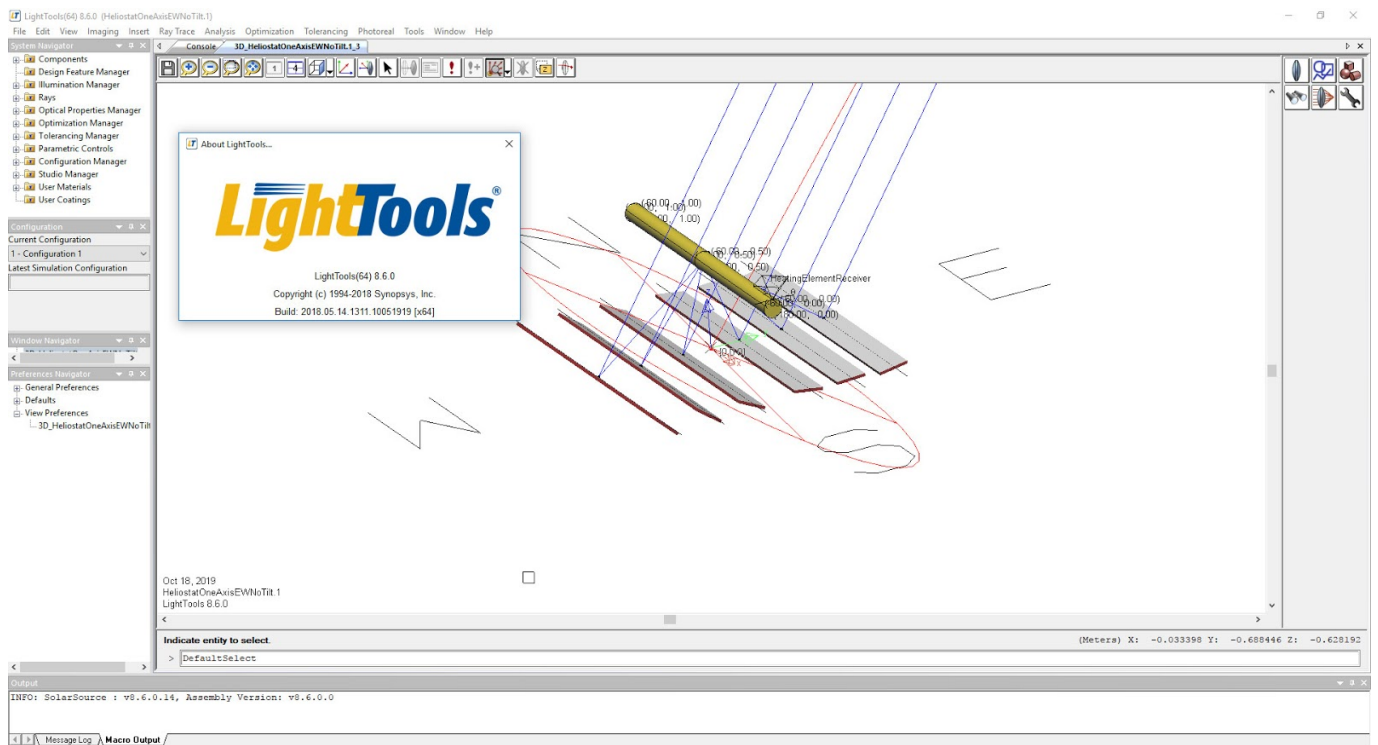 LightTools(64) 8.6.0 (HeliostatOneAxisEWNoTilt.1)
File Edit View Imaging Insert Ray Trace Analysis Optimization Tolerancing Photoreal Tools Window Help
System Navigator
Components
Design Feature Manager
Illumination Manager
Rays
Optical Properties Manager
Optimization Manager
Tolerancing Manager
Parametric Controls
Configuration Manager
Studio Manager
User Materials
User Coatings
Configuration
Current Configuration
1 - Configuration 1
Latest Simulation Configuration
Window Navigator
Preferences Navigator
General Preferences
Defaults
View Preferences
3D_HeliostatOneAxisEWNoTilt
Console 3D_HeliostatOneAxisEWNoTilt.1_3
About LightTools...
LightTools®
LightTools(64) 8.6.0
Copyright (c) 1994-2018 Synopsys, Inc.
Build: 2018.05.14.1311.10051919 [x64]
HeatingElementReceiver
N
E
W
S
Oct 18, 2019
HeliostatOneAxisEWNoTilt.1
LightTools 8.6.0
Indicate entity to select.
(Meters) X: -0.033398 Y: -0.688446 Z: -0.628192
> DefaultSelect
Output
INFO: SolarSource : v8.6.0.14, Assembly Version: v8.6.0.0
Message Log Macro Output